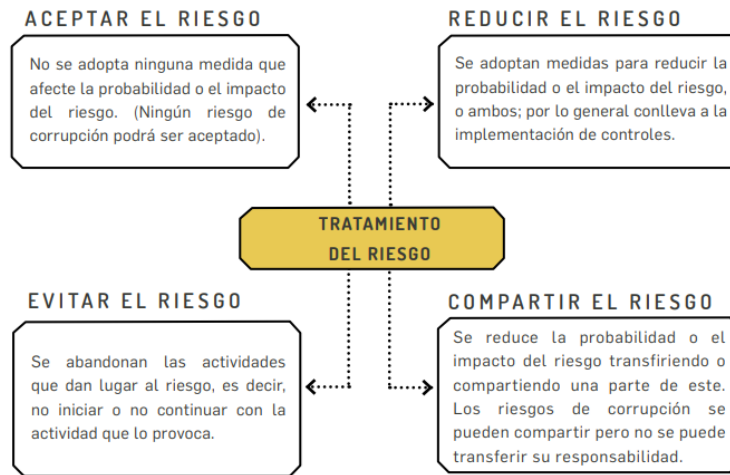 ACEPTAR EL RIESGO
No se adopta ninguna medida que
afecte la probabilidad o el impacto
del riesgo. (Ningún riesgo de
corrupción podrá ser aceptado).
REDUCIR EL RIESGO
Se adoptan medidas para reducir la
probabilidad o el impacto del riesgo,
o ambos; por lo general conlleva a la
implementación de controles.
TRATAMIENTO
DEL RIESGO
EVITAR EL RIESGO
Se abandonan las actividades
que dan lugar al riesgo, es decir,
no iniciar o no continuar con la
actividad que lo provoca.
COMPARTIR EL RIESGO
Se reduce la probabilidad o el
impacto del riesgo transfiriendo o
compartiendo una parte de este.
Los riesgos de corrupción se
pueden compartir pero no se puede
transferir su responsabilidad.